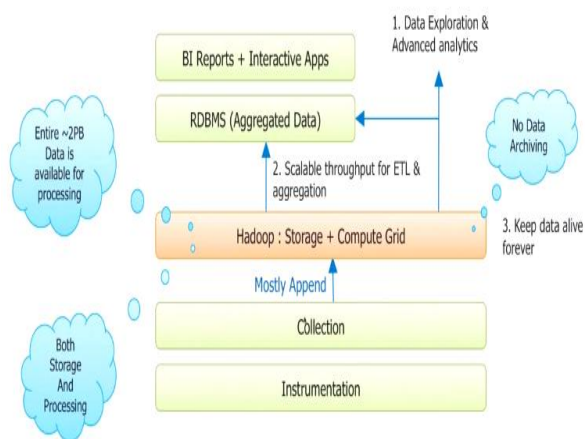 1. Data Exploration &
Advanced analytics
BI Reports + Interactive Apps
RDBMS (Aggregated Data)
Entire ~2PB
Data is
available for
processing
No Data
Archiving
2. Scalable throughput for ETL &
aggregation
Hadoop : Storage + Compute Grid
3. Keep data alive
forever
Mostly Append
Collection
Both
Storage
And
Processing
Instrumentation